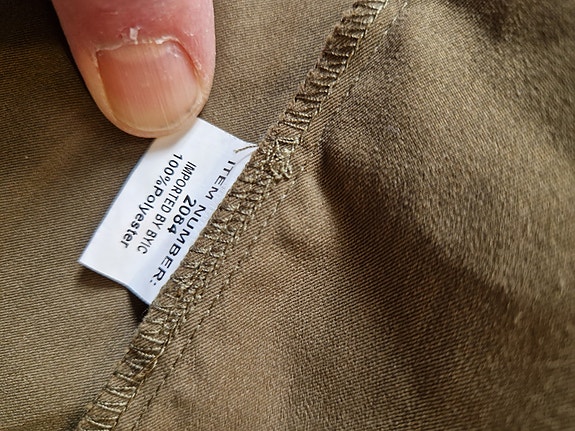 ITEM NUMBER:
2084
IMPORTED BY BYIC
100%Polyester